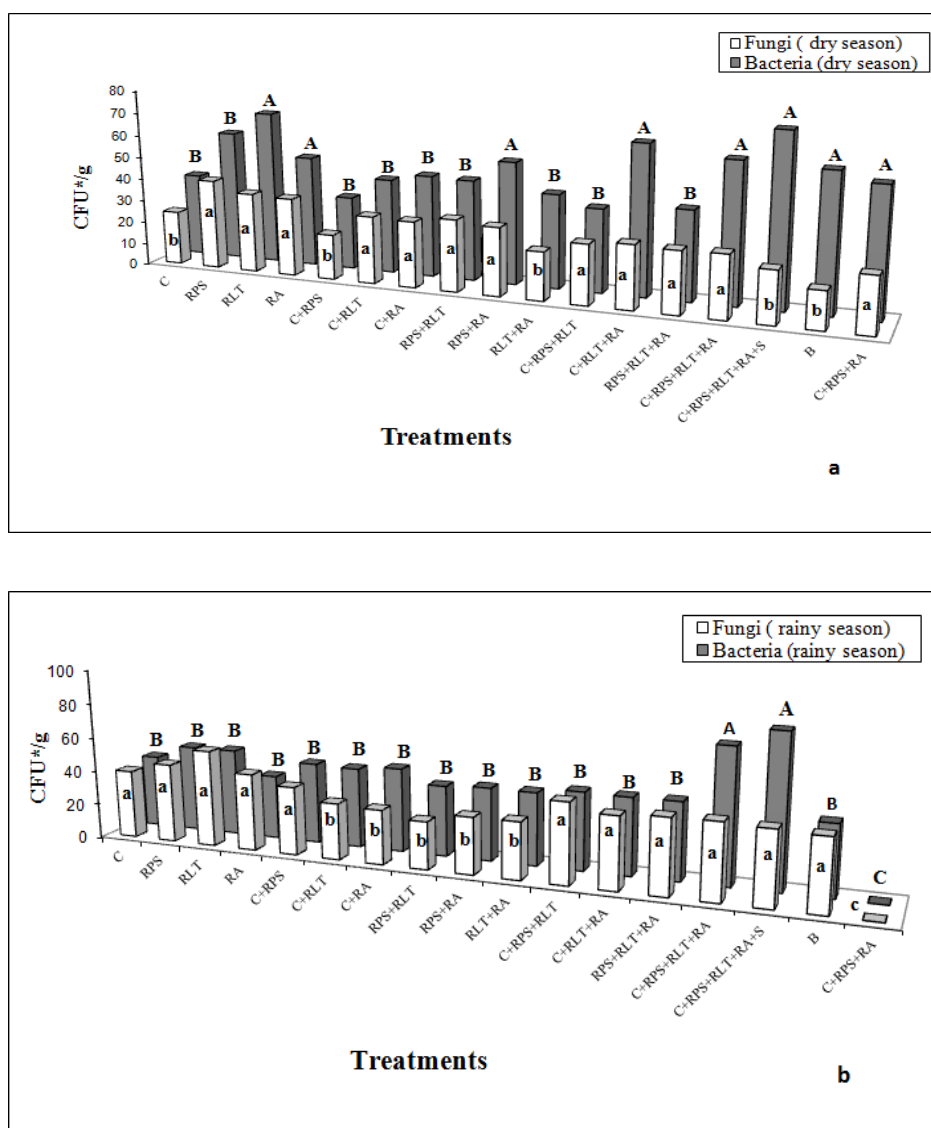 Fungi ( dry season)
Bacteria (dry season)
80
70
60
50
40
30
20
10
0
CFU*/g
B B A A B B B B A B B A B A A A A
b a a a b a a a a b a a a a b b a
C RPS RLT RA C+RPS C+RLT C+RA RPS+RLT RPS+RA RLT+RA C+RPS+RLT C+RLT+RA RPS+RLT+RA C+RPS+RLT+RA C+RPS+RLT+RA+S B C+RPS+RA
Treatments
a
Fungi ( rainy season)
Bacteria (rainy season)
100
80
60
40
20
0
CFU*/g
B B B B B B B B B B B B B A A B C
a a a a a b b b b b a a a a a a c
C RPS RLT RA C+RPS C+RLT C+RA RPS+RLT RPS+RA RLT+RA C+RPS+RLT C+RLT+RA RPS+RLT+RA C+RPS+RLT+RA C+RPS+RLT+RA+S B C+RPS+RA
Treatments
b